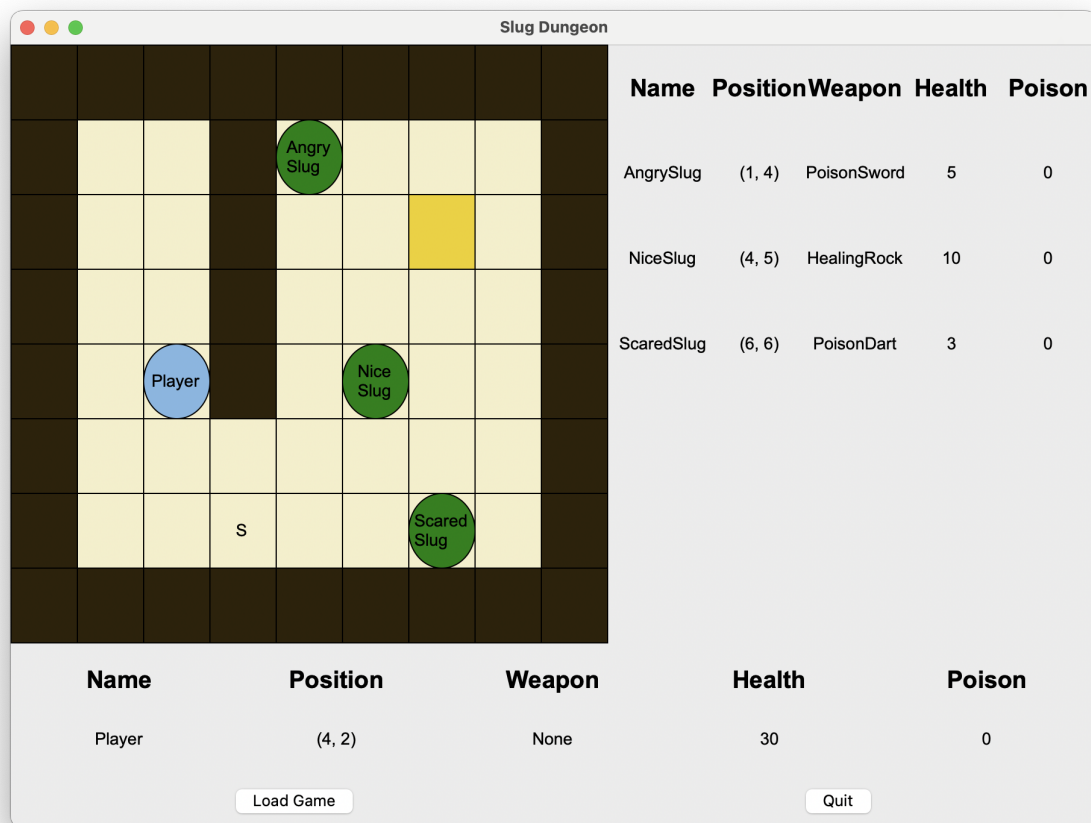 Slug Dungeon
Name Position Weapon Health Poison
AngrySlug (1, 4) PoisonSword 5 0
NiceSlug (4, 5) HealingRock 10 0
ScaredSlug (6, 6) PoisonDart 3 0
Angry
Slug
Player
Nice
Slug
S
Scared
Slug
Name Position Weapon Health Poison
Player (4, 2) None 30 0
Load Game Quit